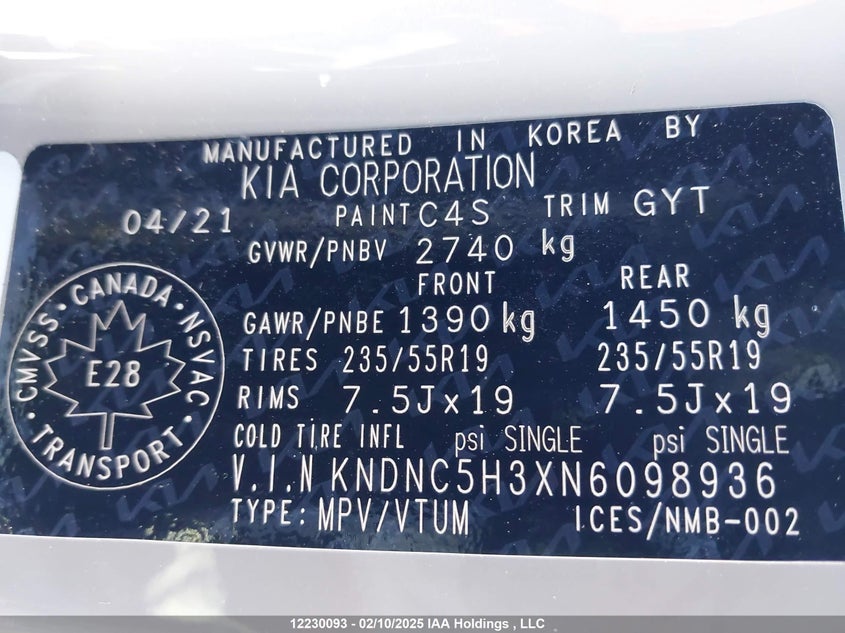 MANUFACTURED IN KOREA BY
KIA CORPORATION
04/21 PAINT C4S TRIM GYT
GVWR/PNBV 2740 kg
FRONT REAR
GAWR/PNBE 1390 kg 1450 kg
TIRES 235/55R19 235/55R19
RIMS 7.5Jx19 7.5Jx19
COLD TIRE INFL psi SINGLE psi SINGLE
V.I.N KNDNC5H3XN6098936
TYPE: MPV/VTUM ICES/NMB-002
CMVSS · CANADA · NSVAC · TRANSPORT ·
E28
12230093 - 02/10/2025 IAA Holdings , LLC